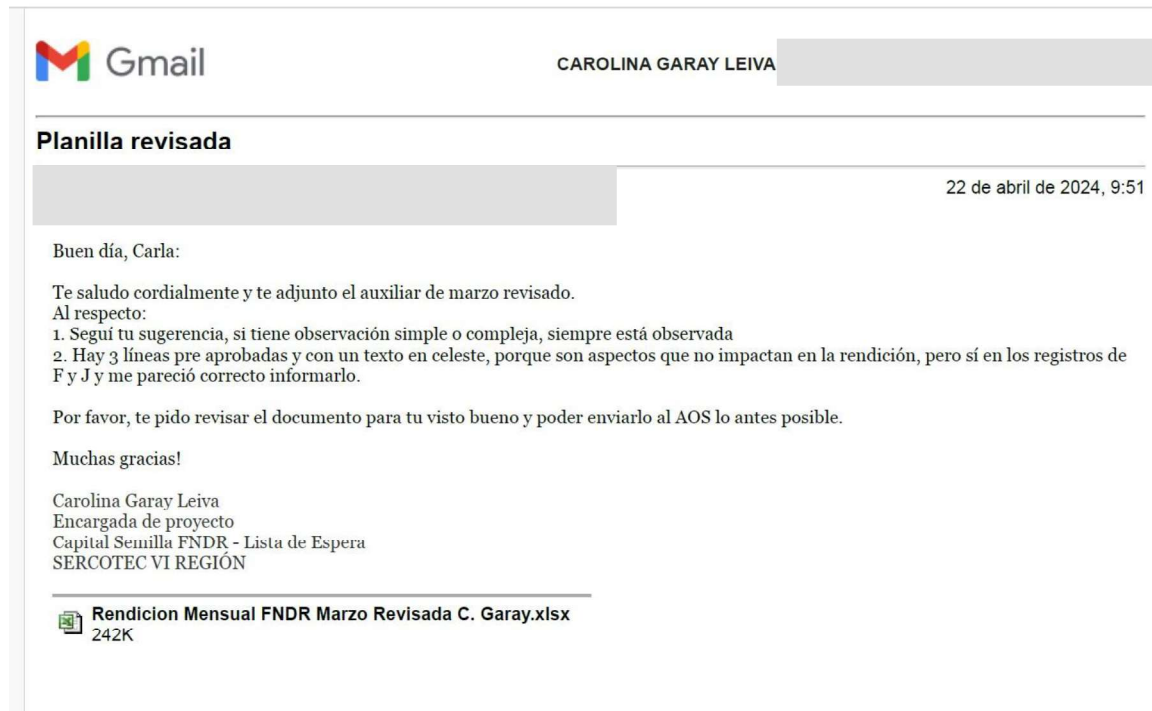 Gmail
CAROLINA GARAY LEIVA
Planilla revisada
22 de abril de 2024, 9:51
Buen día, Carla:
Te saludo cordialmente y te adjunto el auxiliar de marzo revisado.
Al respecto:
1. Seguí tu sugerencia, si tiene observación simple o compleja, siempre está observada
2. Hay 3 líneas pre aprobadas y con un texto en celeste, porque son aspectos que no impactan en la rendición, pero sí en los registros de
F y J y me pareció correcto informarlo.
Por favor, te pido revisar el documento para tu visto bueno y poder enviarlo al AOS lo antes posible.
Muchas gracias!
Carolina Garay Leiva
Encargada de proyecto
Capital Semilla FNDR - Lista de Espera
SERCOTEC VI REGIÓN
Rendicion Mensual FNDR Marzo Revisada C. Garay.xlsx
242K